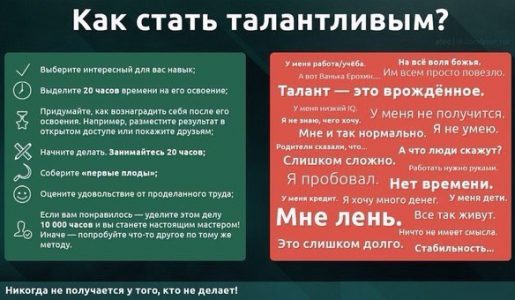 Как стать талантливым?
Выберите интересный для вас навык;
Выделите 20 часов времени на его освоение;
Придумайте, как вознаградить себя после его
освоения. Например, разместите результат в
открытом доступе или покажите друзьям;
Начните делать. Занимайтесь 20 часов;
Соберите «первые плоды»;
Оцените удовольствие от проделанного труда;
Если вам понравилось — уделите этому делу
10 000 часов и вы станете настоящим мастером!
Иначе — попробуйте что-то другое по тому же
методу.
У меня работа/учёба.
На всё воля божья.
А вот Ванька Ерохин...
Им всем просто повезло.
Талант — это врождённое.
У меня низкий IQ.
У меня не получится.
Я не знаю, чего хочу.
Мне и так нормально.
Я не умею.
Родители сказали, что...
А что люди скажут?
Слишком сложно.
Работать нужно руками.
Я пробовал.
Нет времени.
У меня кредит.
Я хочу много денег.
У меня дети.
Мне лень.
Все так живут.
Ничто не имеет смысла.
Это слишком долго.
Стабильность...
Никогда не получается у того, кто не делает!